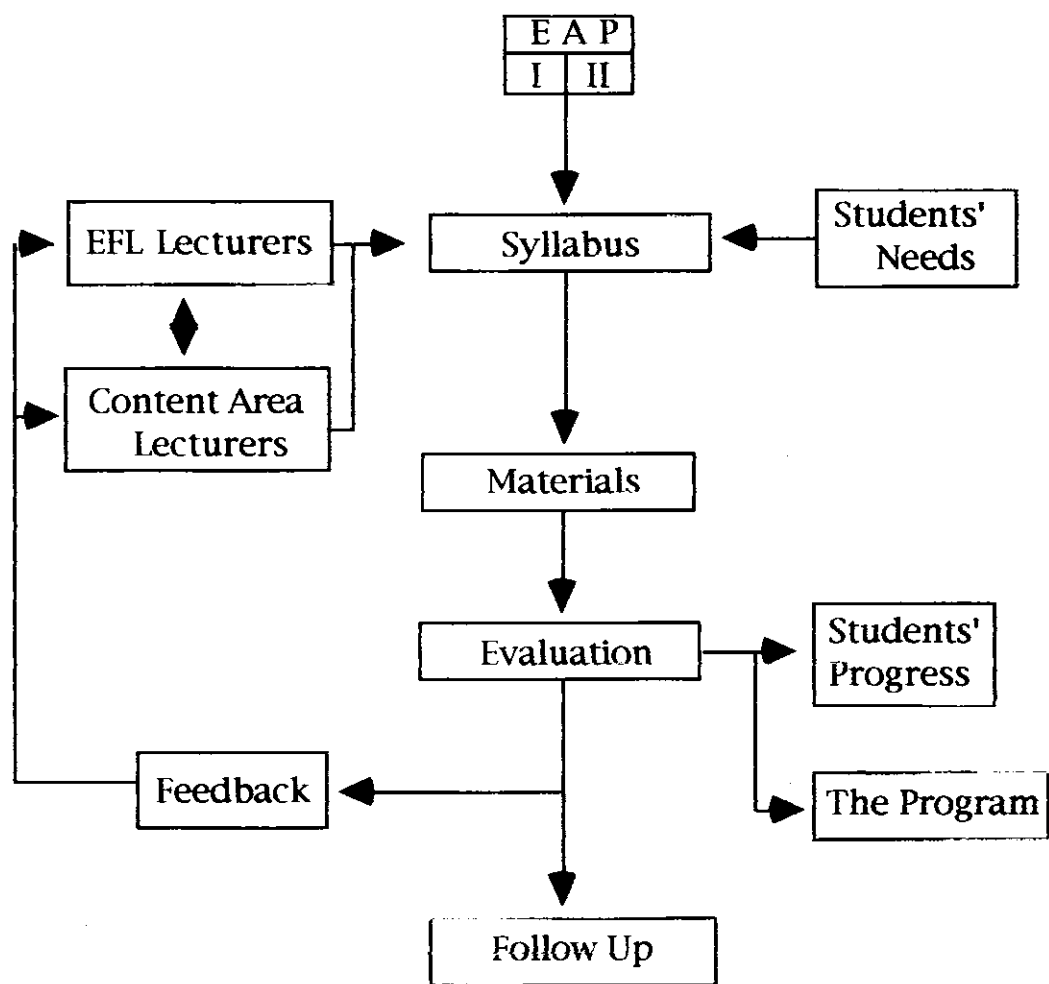 E A P
I II
EFL Lecturers
Syllabus
Students'
Needs
Content Area
Lecturers
Materials
Evaluation
Students'
Progress
Feedback
The Program
Follow Up